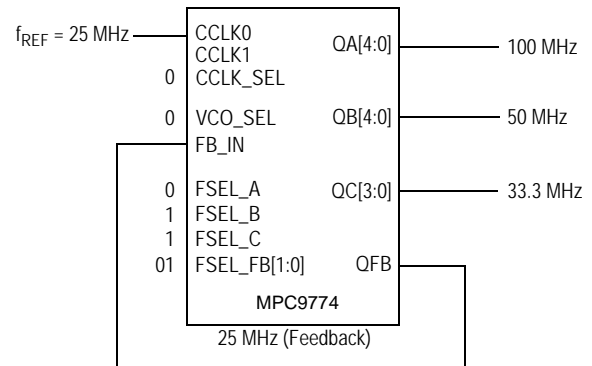 fREF = 25 MHz
CCLK0
CCLK1
0 CCLK_SEL
0 VCO_SEL
FB_IN
0 FSEL_A
1 FSEL_B
1 FSEL_C
01 FSEL_FB[1:0]
QA[4:0] 100 MHz
QB[4:0] 50 MHz
QC[3:0] 33.3 MHz
QFB
MPC9774
25 MHz (Feedback)